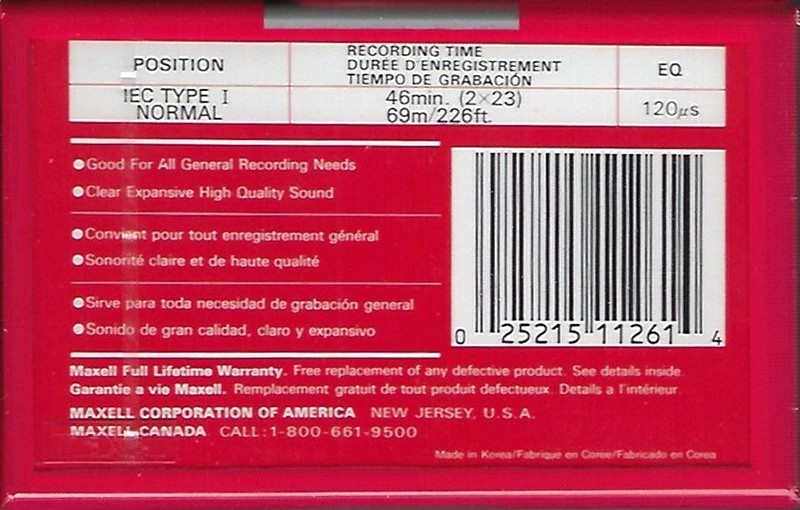 POSITION
RECORDING TIME
DURÉE D'ENREGISTREMENT
TIEMPO DE GRABACIÓN
EQ
IEC TYPE I
NORMAL
46min. (2×23)
69m/226ft.
120µs
●Good For All General Recording Needs
●Clear Expansive High Quality Sound
●Convient pour tout enregistrement général
●Sonorité claire et de haute qualité
●Sirve para toda necesidad de grabación general
●Sonido de gran calidad, claro y expansivo
0 25215 11261 4
Maxell Full Lifetime Warranty. Free replacement of any defective product. See details inside.
Garantie a vie Maxell. Remplacement gratuit de tout produit defectueux. Details a l'intérieur.
MAXELL CORPORATION OF AMERICA NEW JERSEY, U.S.A.
MAXELL CANADA CALL:1-800-661-9500
Made in Korea/Fabrique en Coree/Fabricado en Corea